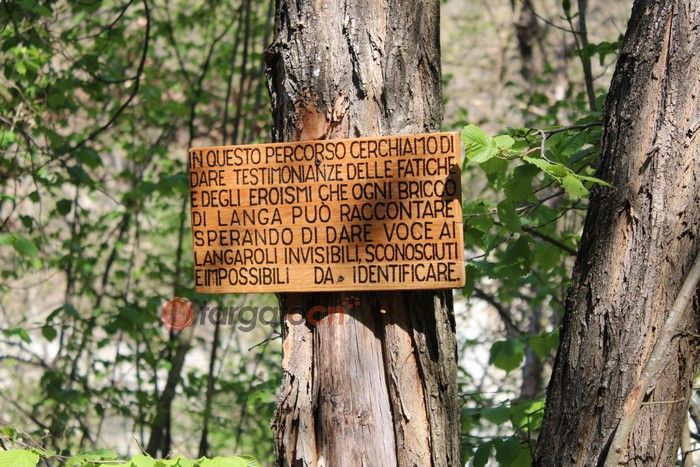 IN QUESTO PERCORSO CERCHIAMO DI
DARE TESTIMONIANZE DELLE FATICHE
E DEGLI EROISMI CHE OGNI BRICCO
DI LANGA PUÒ RACCONTARE
SPERANDO DI DARE VOCE AI
LANGAROLI INVISIBILI, SCONOSCIUTI
E IMPOSSIBILI DA IDENTIFICARE
targatocn